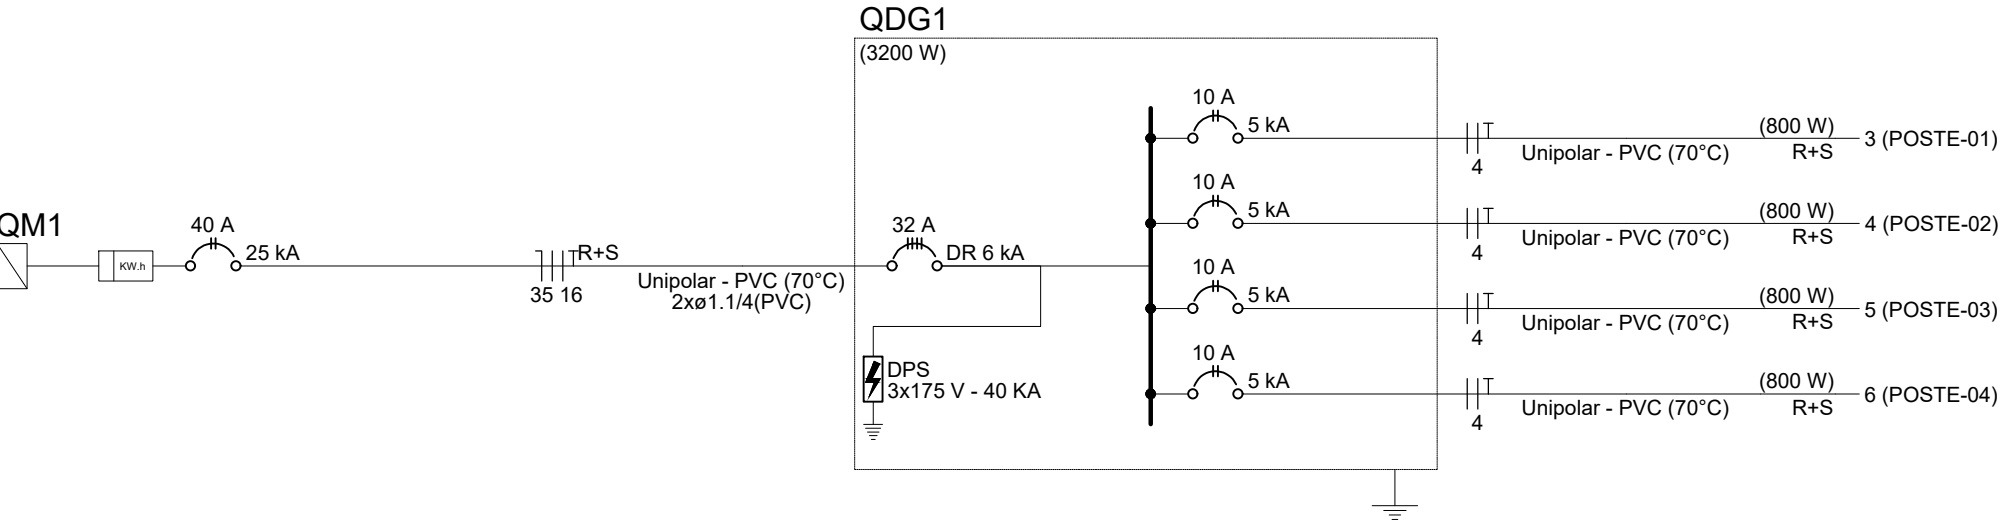 QDG1
(3200 W)
QM1
KW.h
40 A
25 kA
R+S
35 16
Unipolar - PVC (70°C)
2xø1.1/4(PVC)
32 A
DR 6 kA
DPS
3x175 V - 40 KA
10 A
5 kA
4
Unipolar - PVC (70°C)
(800 W)
R+S
3 (POSTE-01)
10 A
5 kA
4
Unipolar - PVC (70°C)
(800 W)
R+S
4 (POSTE-02)
10 A
5 kA
4
Unipolar - PVC (70°C)
(800 W)
R+S
5 (POSTE-03)
10 A
5 kA
4
Unipolar - PVC (70°C)
(800 W)
R+S
6 (POSTE-04)